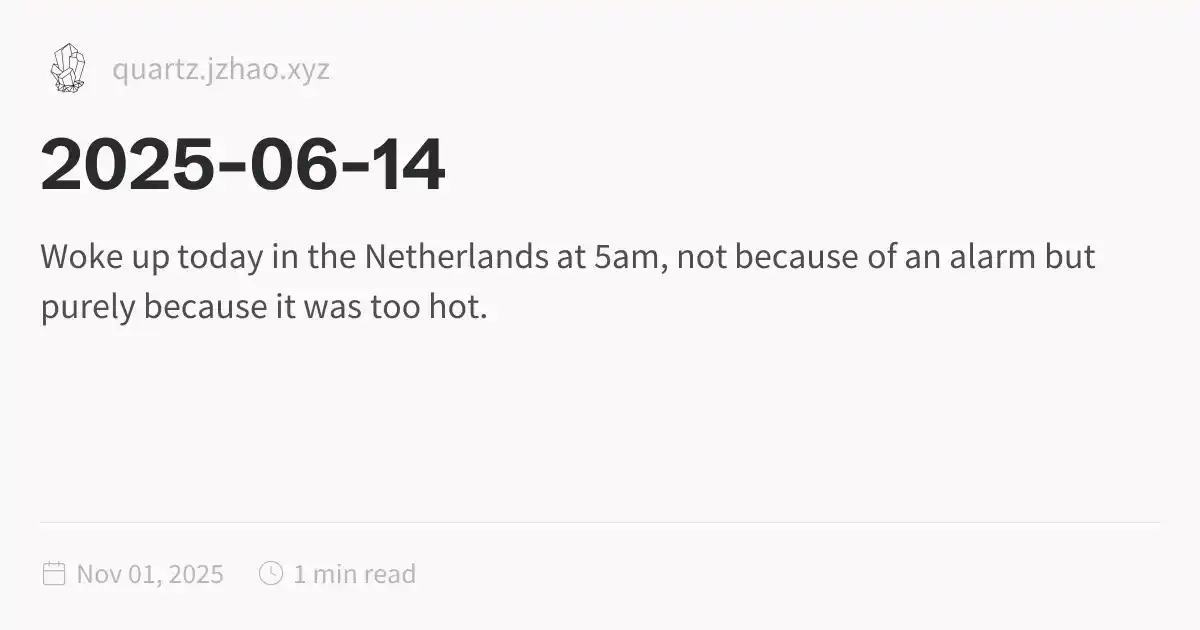 quartz.jzhao.xyz
2025-06-14
Woke up today in the Netherlands at 5am, not because of an alarm but
purely because it was too hot.
Nov 01, 2025 1 min read